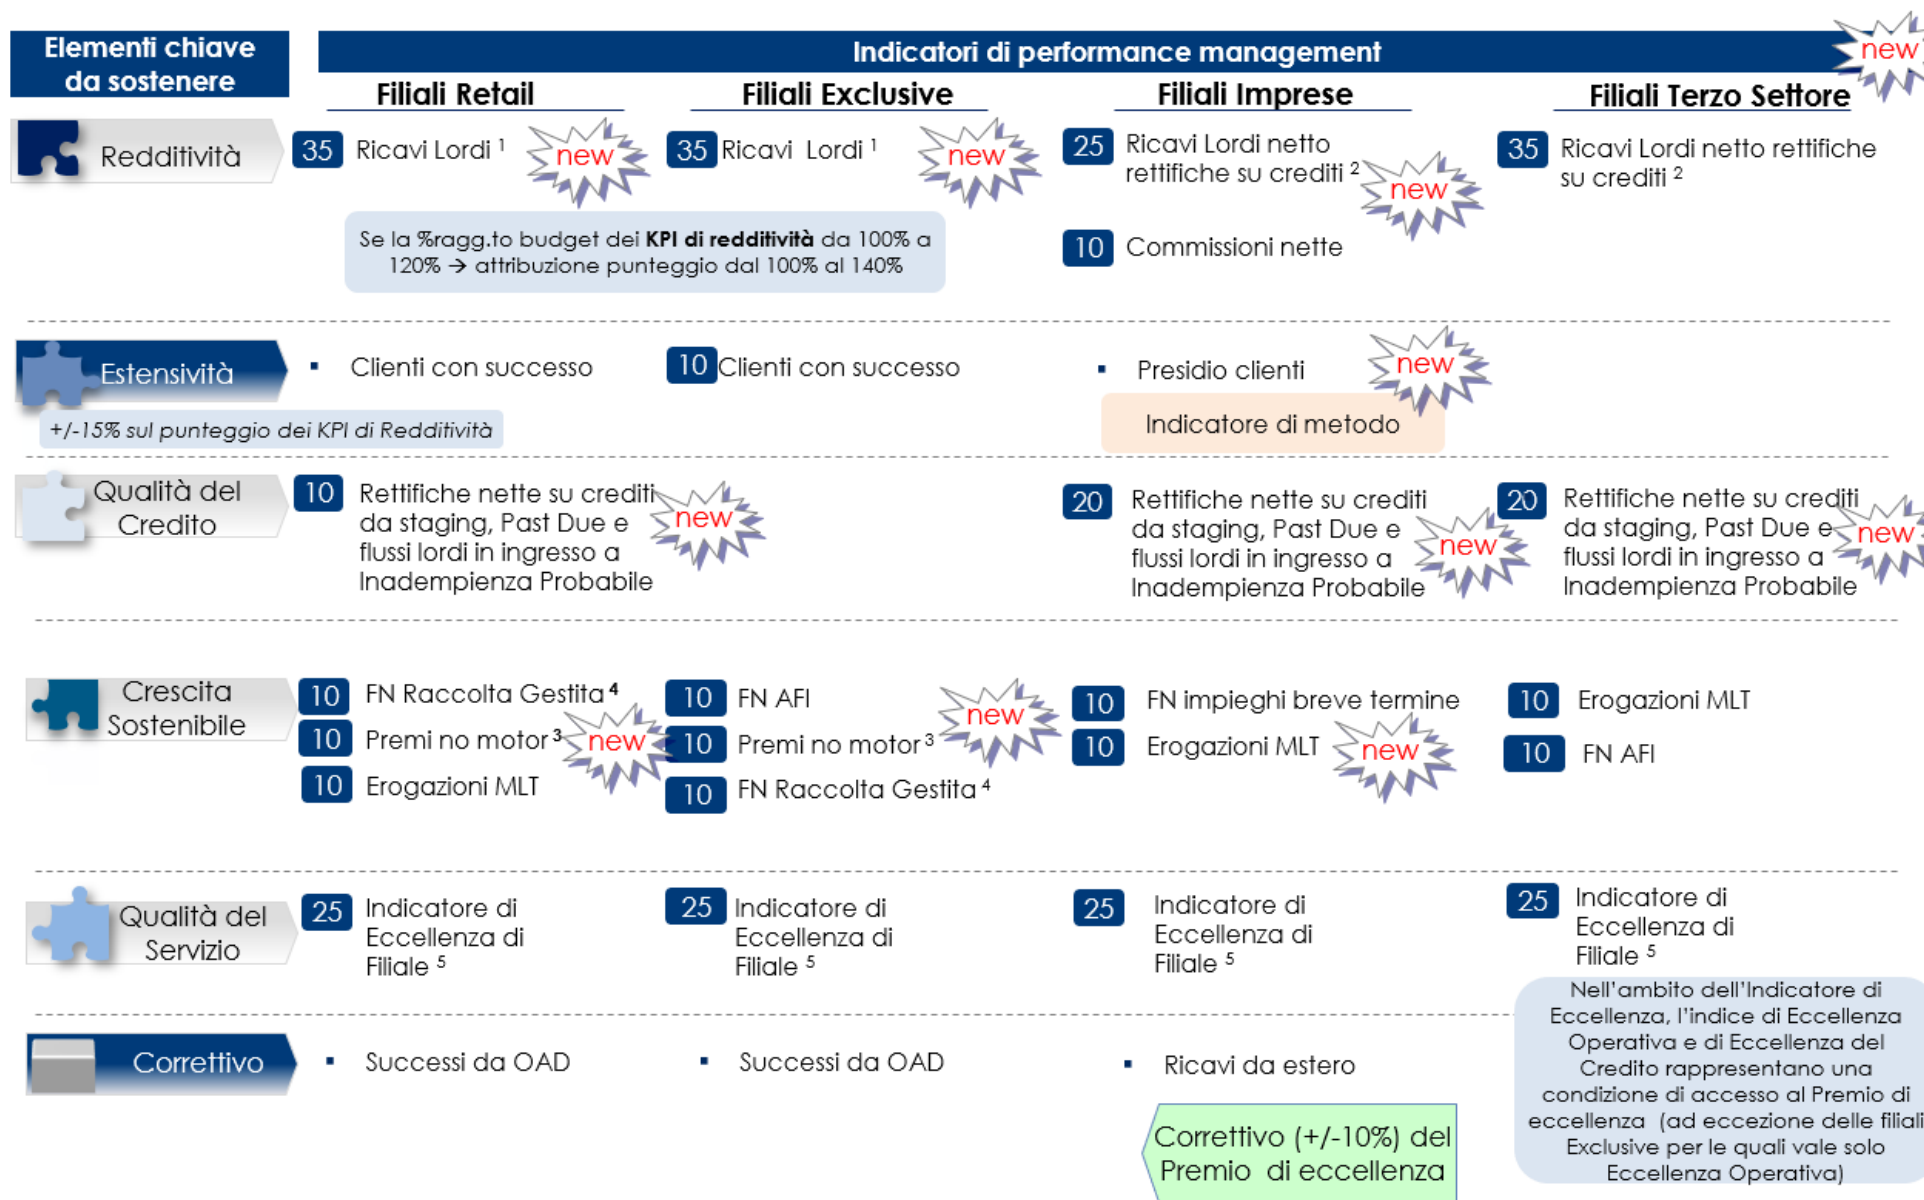 Elementi chiave
da sostenere
Indicatori di performance management
new
Filiali Retail
Filiali Exclusive
Filiali Imprese
Filiali Terzo Settore
Redditività
35 Ricavi Lordi 1
new
35 Ricavi Lordi 1
new
25 Ricavi Lordi netto
rettifiche su crediti 2
new
10 Commissioni nette
35 Ricavi Lordi netto rettifiche
su crediti 2
Se la %ragg.to budget dei KPI di redditività da 100% a
120% → attribuzione punteggio dal 100% al 140%
Estensività
▪ Clienti con successo
10 Clienti con successo
▪ Presidio clienti
new
Indicatore di metodo
+/-15% sul punteggio dei KPI di Redditività
Qualità del
Credito
10 Rettifiche nette su crediti
da staging, Past Due e
flussi lordi in ingresso a
Inadempienza Probabile
new
20 Rettifiche nette su crediti
da staging, Past Due e
flussi lordi in ingresso a
Inadempienza Probabile
new
20 Rettifiche nette su crediti
da staging, Past Due e
flussi lordi in ingresso a
Inadempienza Probabile
new
Crescita
Sostenibile
10 FN Raccolta Gestita 4
10 Premi no motor 3
new
10 Erogazioni MLT
10 FN AFI
new
10 Premi no motor 3
10 FN Raccolta Gestita 4
10 FN impieghi breve termine
10 Erogazioni MLT
new
10 Erogazioni MLT
10 FN AFI
Qualità del
Servizio
25 Indicatore di
Eccellenza di
Filiale 5
25 Indicatore di
Eccellenza di
Filiale 5
25 Indicatore di
Eccellenza di
Filiale 5
25 Indicatore di
Eccellenza di
Filiale 5
Nell'ambito dell'Indicatore di
Eccellenza, l'indice di Eccellenza
Operativa e di Eccellenza del
Credito rappresentano una
condizione di accesso al Premio di
eccellenza (ad eccezione delle filiali
Exclusive per le quali vale solo
Eccellenza Operativa)
Correttivo
▪ Successi da OAD
▪ Successi da OAD
▪ Ricavi da estero
Correttivo (+/-10%) del
Premio di eccellenza